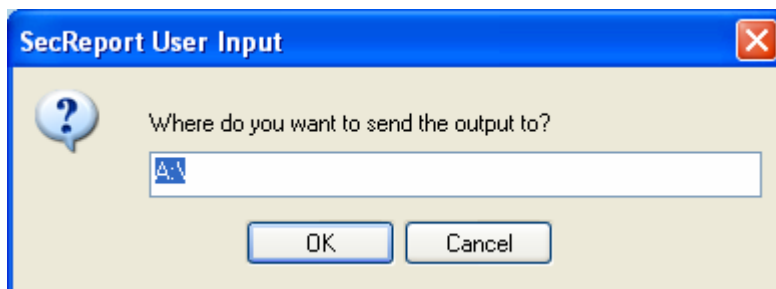 SecReport User Input
Where do you want to send the output to?
A:\
OK
Cancel